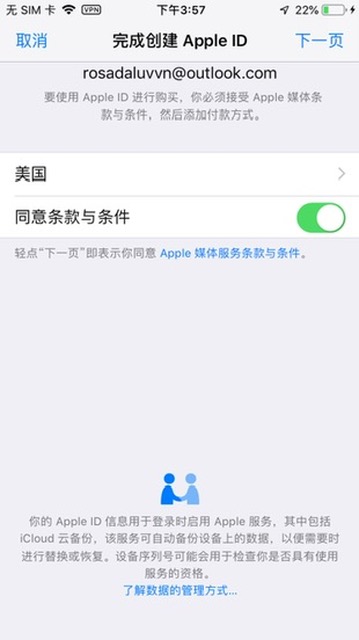 无 SIM 卡 VPN 下午3:57 22%
取消 完成创建 Apple ID 下一页
rosadaluvvn@outlook.com
要使用 Apple ID 进行购买，你必须接受 Apple 媒体条
款与条件，然后添加付款方式。
美国
同意条款与条件
轻点“下一页”即表示你同意 Apple 媒体服务条款与条件。
你的 Apple ID 信息用于登录时启用 Apple 服务，其中包括
iCloud 云备份，该服务可自动备份设备上的数据，以便需要时
进行替换或恢复。设备序列号可能会用于检查你是否具有使用
服务的资格。
了解数据的管理方式...